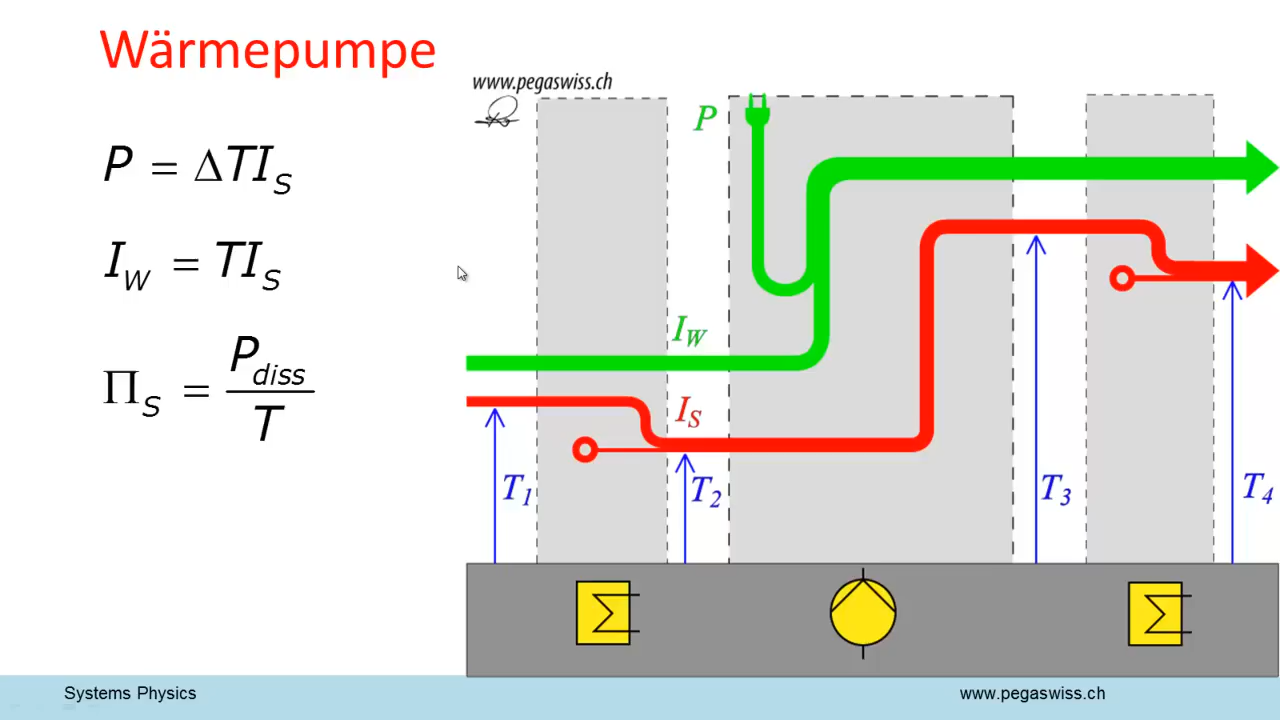 Wärmepumpe
www.pegaswiss.ch
P = ΔTI_S
I_W = TI_S
Π_S = P_diss / T
P
I_W
I_S
T_1
T_2
T_3
T_4
Systems Physics
www.pegaswiss.ch